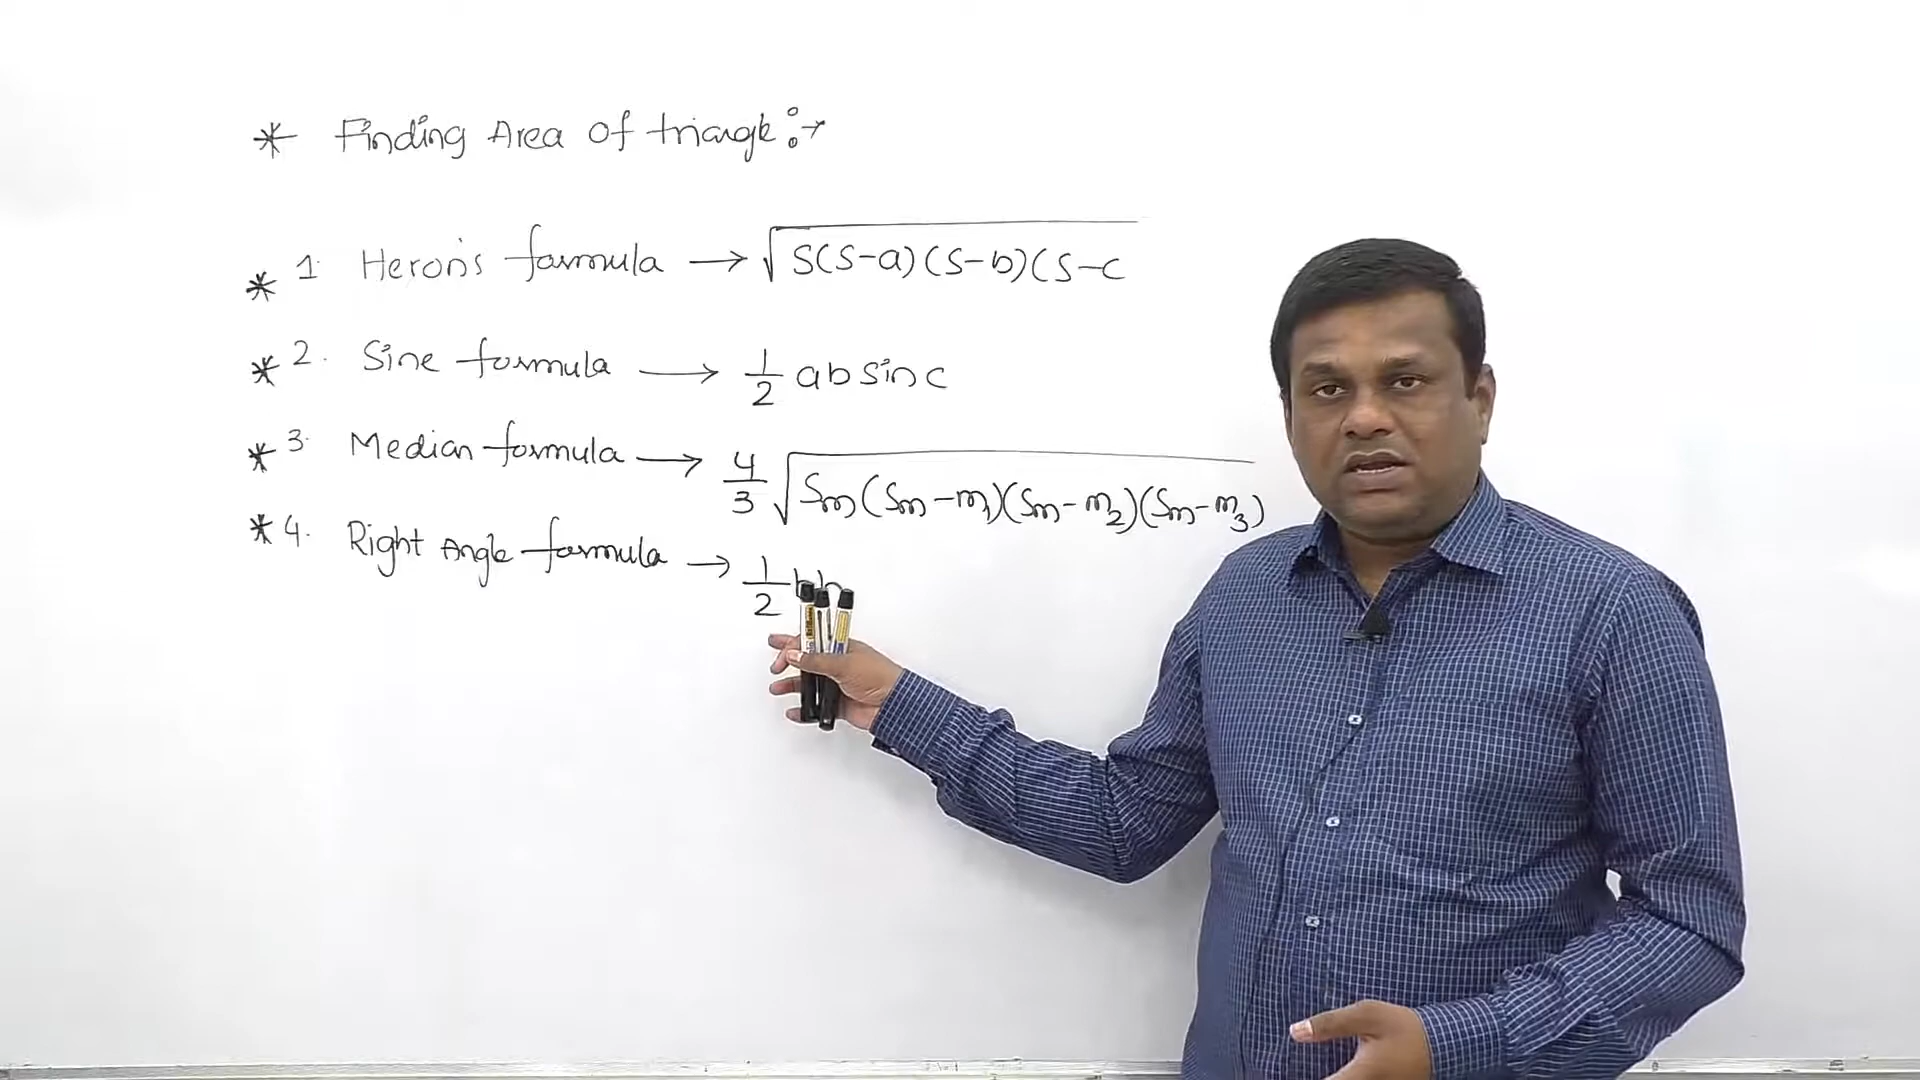 * Finding Area of triangle :→
* 1. Heron's formula → √S(S-a)(S-b)(S-c
* 2. Sine formula → 1/2 ab sin c
* 3. Median formula → 4/3 √Sm(Sm-m1)(Sm-m2)(Sm-m3)
* 4. Right Angle formula → 1/2 bh